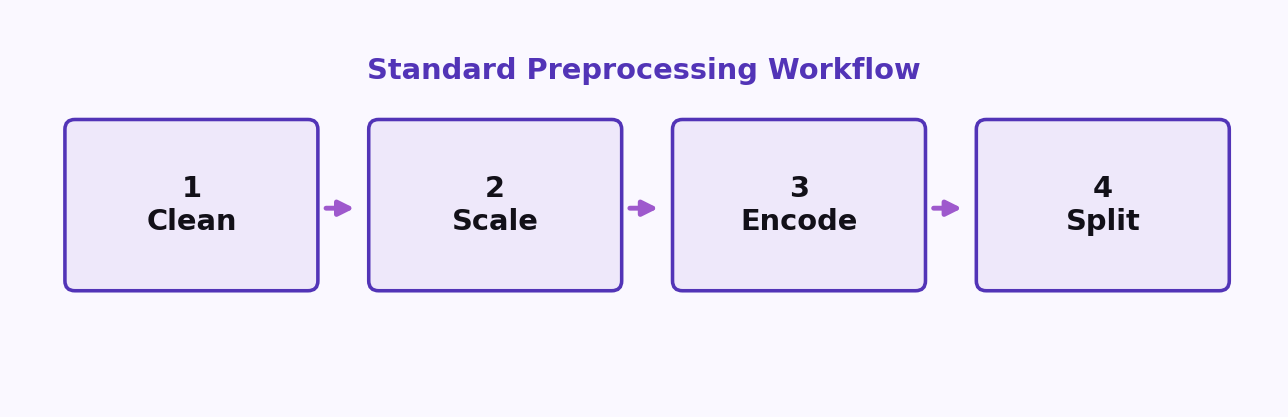 Standard Preprocessing Workflow
1
Clean
2
Scale
3
Encode
4
Split